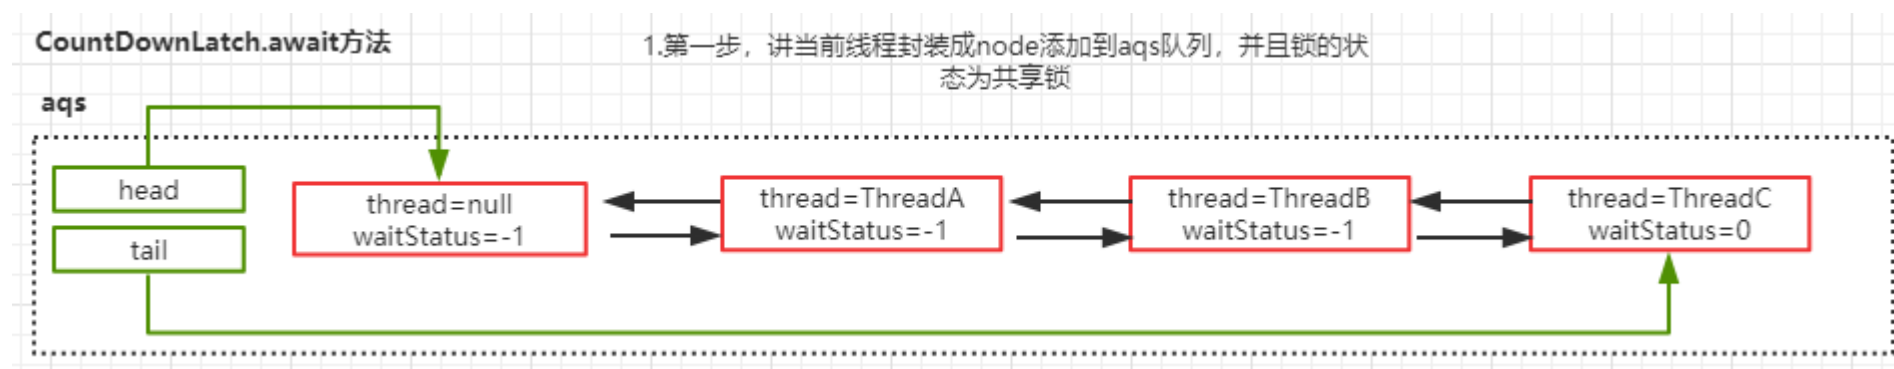 CountDownLatch.await方法
1.第一步，讲当前线程封装成node添加到aqs队列，并且锁的状
态为共享锁
aqs
head
tail
thread=null
waitStatus=-1
thread=ThreadA
waitStatus=-1
thread=ThreadB
waitStatus=-1
thread=ThreadC
waitStatus=0